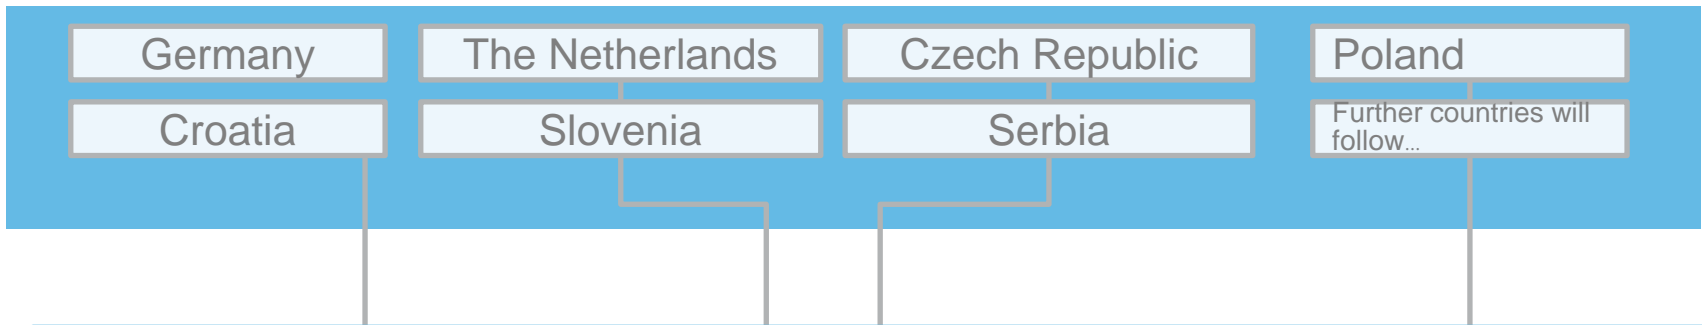 Germany
The Netherlands
Czech Republic
Poland
Croatia
Slovenia
Serbia
Further countries will
follow...